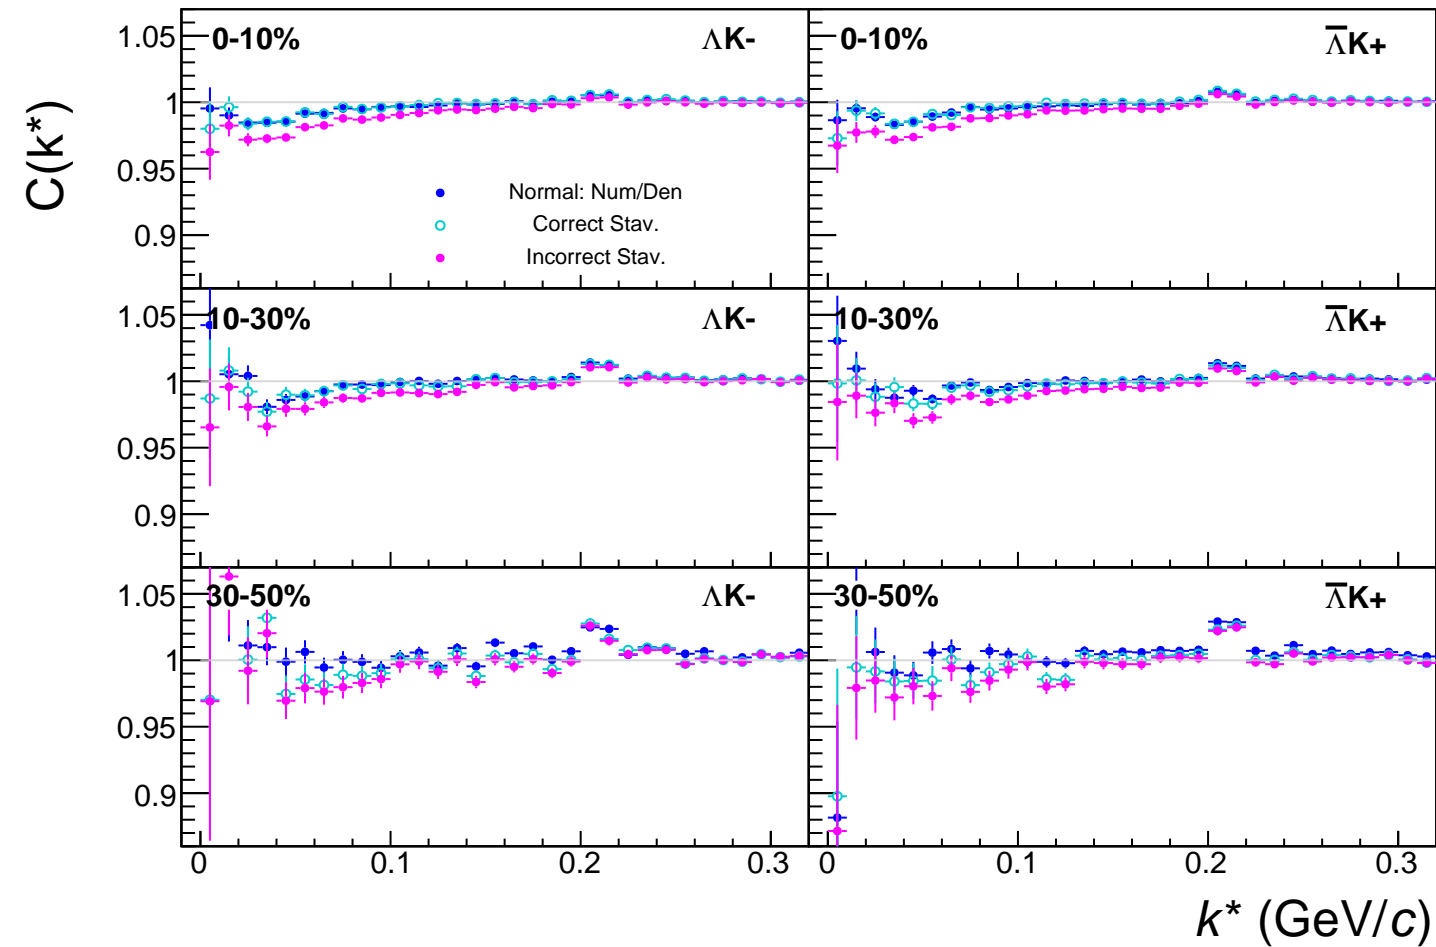 C(k*)
1.05
1
0.95
0.9
0-10%
ΛK-
Normal: Num/Den
Correct Stav.
Incorrect Stav.
0-10%
Λ̅K+
1.05
1
0.95
0.9
10-30%
ΛK-
10-30%
Λ̅K+
1.05
1
0.95
0.9
30-50%
ΛK-
30-50%
Λ̅K+
0 0.1 0.2 0.3
0 0.1 0.2 0.3
k* (GeV/c)